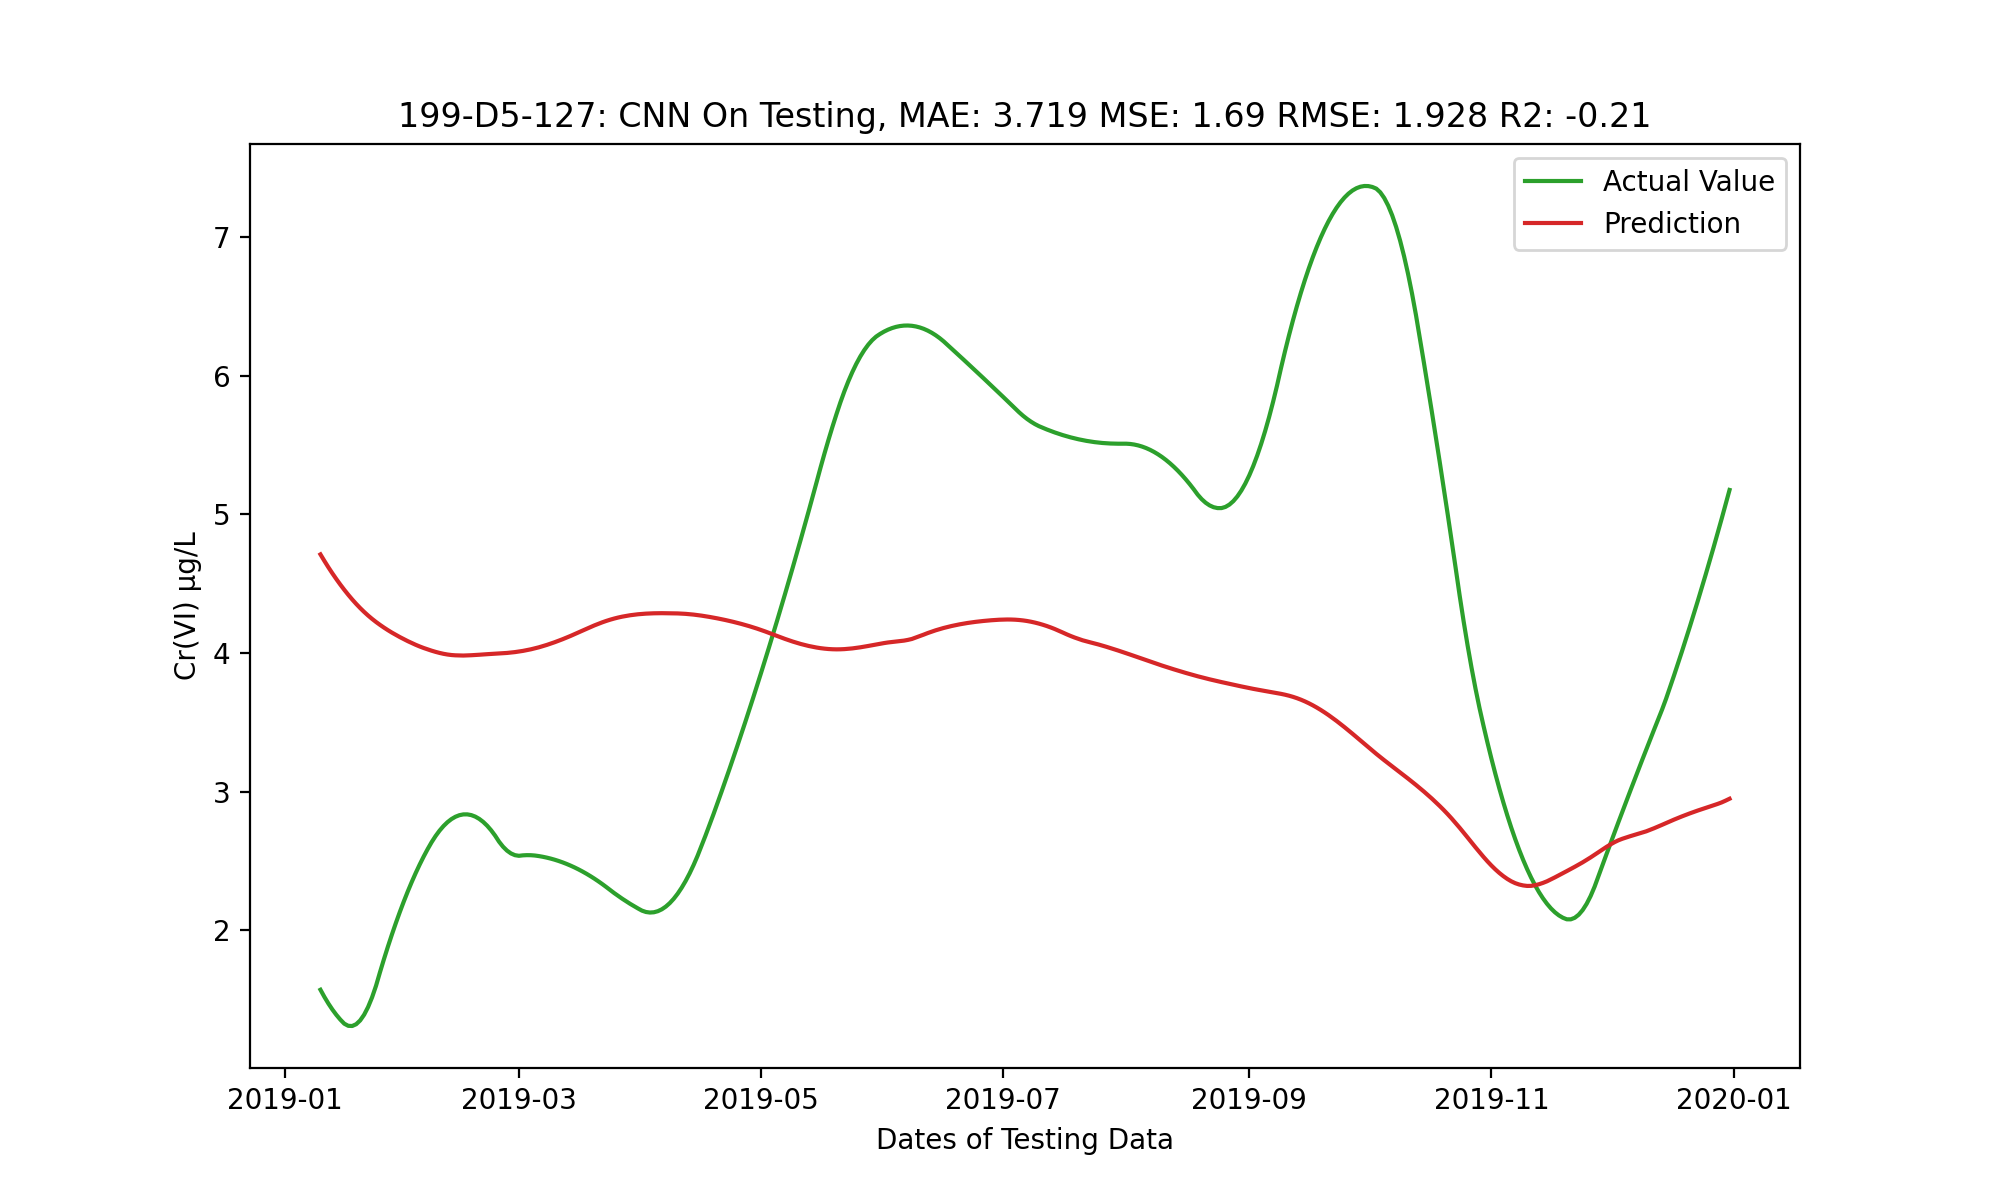 199-D5-127: CNN On Testing, MAE: 3.719 MSE: 1.69 RMSE: 1.928 R2: -0.21
Actual Value
Prediction
Cr(VI) μg/L
7
6
5
4
3
2
2019-01 2019-03 2019-05 2019-07 2019-09 2019-11 2020-01
Dates of Testing Data